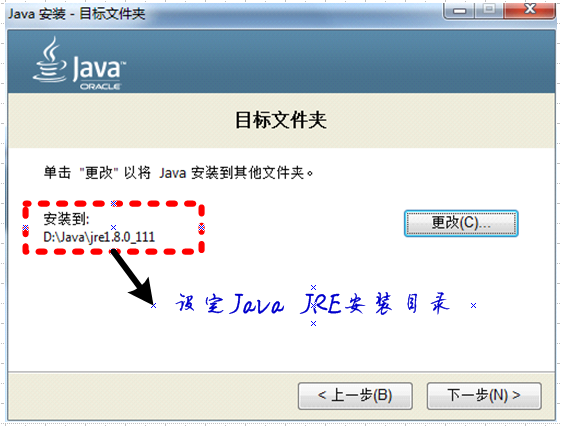 Java 安装 - 目标文件夹
Java
ORACLE
目标文件夹
单击 "更改" 以将 Java 安装到其他文件夹。
安装到:
D:\Java\jre1.8.0_111
更改(C)...
设定Java JRE安装目录
< 上一步(B)
下一步(N) >